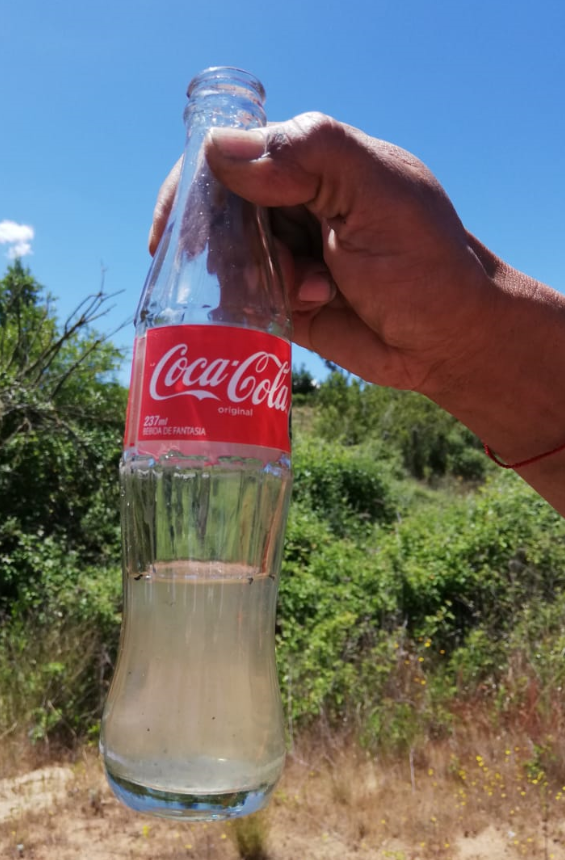 Coca-Cola
original
237ml
BEBIDA DE FANTASIA